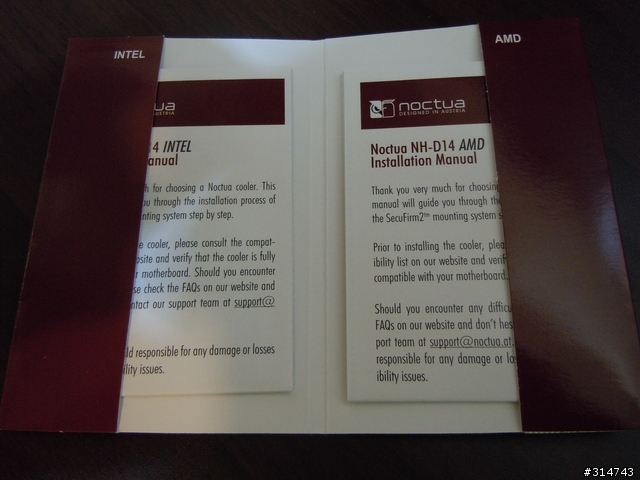 INTEL
ua
STRIA
4 INTEL
anual
h for choosing a Noctua cooler. This
u through the installation process of
nting system step by step.
e cooler, please consult the compat-
bsite and verify that the cooler is fully
r motherboard. Should you encounter
se check the FAQs on our website and
ntact our support team at support@
ld responsible for any damage or losses
ility issues.
AMD
noctua
DESIGNED IN AUSTRIA
Noctua NH-D14 AMD
Installation Manual
Thank you very much for choosing
manual will guide you through th
the SecuFirm2™ mounting system s
Prior to installing the cooler, plea
ibility list on our website and verif
compatible with your motherboard.
Should you encounter any difficu
FAQs on our website and don't hes
port team at support@noctua.at.
responsible for any damage or lo
ibility issues.
#314743